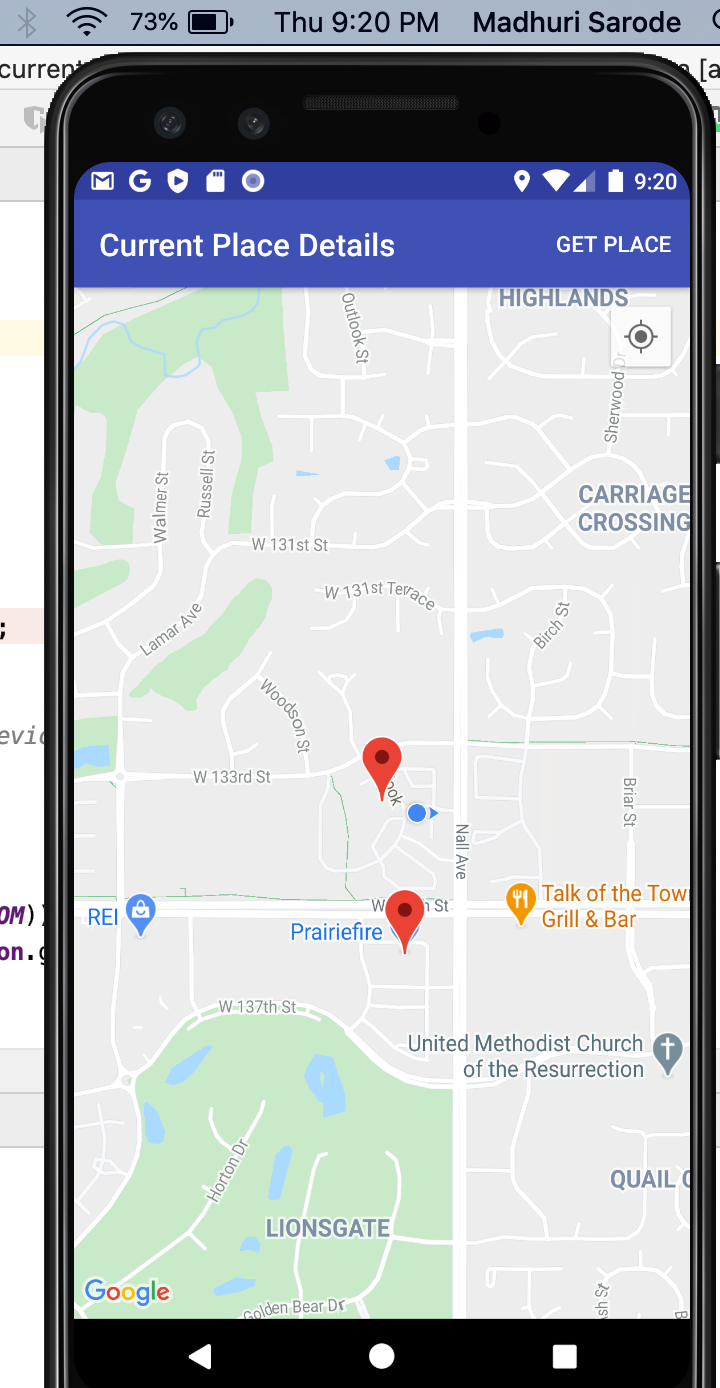 73% Thu 9:20 PM Madhuri Sarode
current
[a
9:20
Current Place Details GET PLACE
HIGHLANDS
Outlook St
Sherwood Dr
CARRIAGE
CROSSING
Walmer St
Russell St
W 131st St
W 131st Terrace
Lamar Ave
Birch St
;
Woodson St
W 133rd St
Briar St
Nall Ave
OM))
REI
Talk of the Town
Grill & Bar
Prairiefire
on.g
W 137th St
United Methodist Church
of the Resurrection
Horton Dr
QUAIL
LIONSGATE
Google
Golden Bear Dr